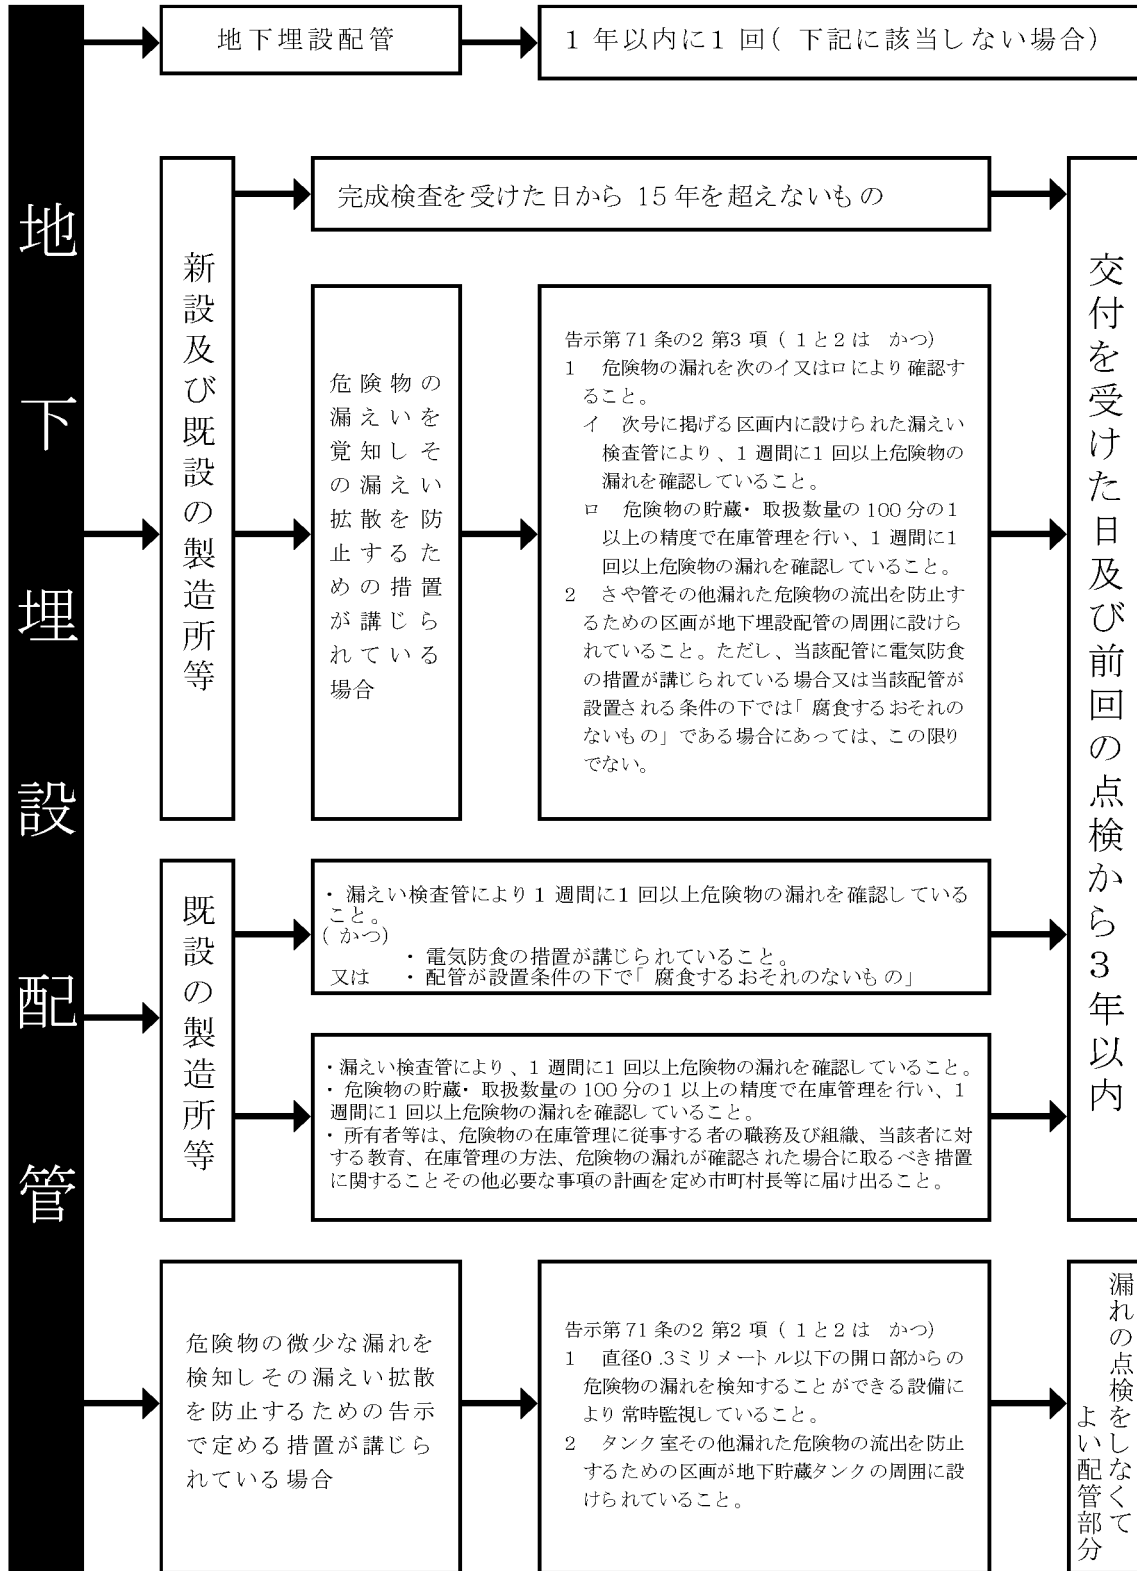 地下埋設配管
地下埋設配管
1 年以内に1 回( 下記に該当しない場合)
新設及び既設の製造所等
完成検査を受けた日から 15 年を超えないもの
危険物の
漏えいを
覚知しそ
の漏えい
拡散を防
止するた
めの措置
が講じら
れている
場合
告示第71 条の2 第3 項 ( 1と2 は かつ)
1 危険物の漏れを次のイ又はロにより確認す
ること。
イ 次号に掲げる区画内に設けられた漏えい
検査管により、1 週間に1 回以上危険物の
漏れを確認していること。
ロ 危険物の貯蔵・取扱数量の 100 分の1
以上の精度で在庫管理を行い、1 週間に1
回以上危険物の漏れを確認していること。
2 さや管その他漏れた危険物の流出を防止す
るための区画が地下埋設配管の周囲に設けら
れていること。ただし、当該配管に電気防食
の措置が講じられている場合又は当該配管が
設置される条件の下では「 腐食するおそれの
ないもの」である場合にあっては、この限り
でない。
交付を受けた日及び前回の点検から3年以内
既設の製造所等
・ 漏えい検査管により 1 週間に1 回以上危険物の漏れを確認している
こと。
( かつ)
・ 電気防食の措置が講じられていること。
又は ・ 配管が設置条件の下で「 腐食するおそれのないもの」
・漏えい検査管により、1 週間に1 回以上危険物の漏れを確認していること。
・ 危険物の貯蔵・取扱数量の 100 分の1 以上の精度で在庫管理を行い、1
週間に1 回以上危険物の漏れを確認していること。
・ 所有者等は、危険物の在庫管理に従事する者の職務及び組織、当該者に対
する教育、在庫管理の方法、危険物の漏れが確認された場合に取るべき措置
に関することその他必要な事項の計画を定め市町村長等に届け出ること。
危険物の微少な漏れを
検知しその漏えい拡散
を防止するための告示
で定める措置が講じら
れている場合
告示第71 条の2 第2 項 ( 1と2 は かつ)
1 直径0 .3ミリメートル以下の開口部からの
危険物の漏れを検知することができる設備に
より常時監視していること。
2 タンク室その他漏れた危険物の流出を防止
するための区画が地下貯蔵タンクの周囲に設
けられていること。
漏れの点検をしなくて
よい配管部分